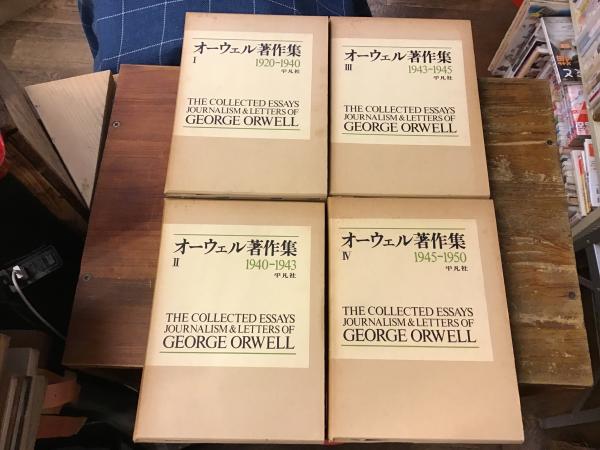 オーウェル著作集
I
1920-1940
平凡社
THE COLLECTED ESSAYS
JOURNALISM & LETTERS OF
GEORGE ORWELL
オーウェル著作集
III
1943-1945
平凡社
THE COLLECTED ESSAYS
JOURNALISM & LETTERS OF
GEORGE ORWELL
オーウェル著作集
II
1940-1943
平凡社
THE COLLECTED ESSAYS
JOURNALISM & LETTERS OF
GEORGE ORWELL
オーウェル著作集
IV
1945-1950
平凡社
THE COLLECTED ESSAYS
JOURNALISM & LETTERS OF
GEORGE ORWELL